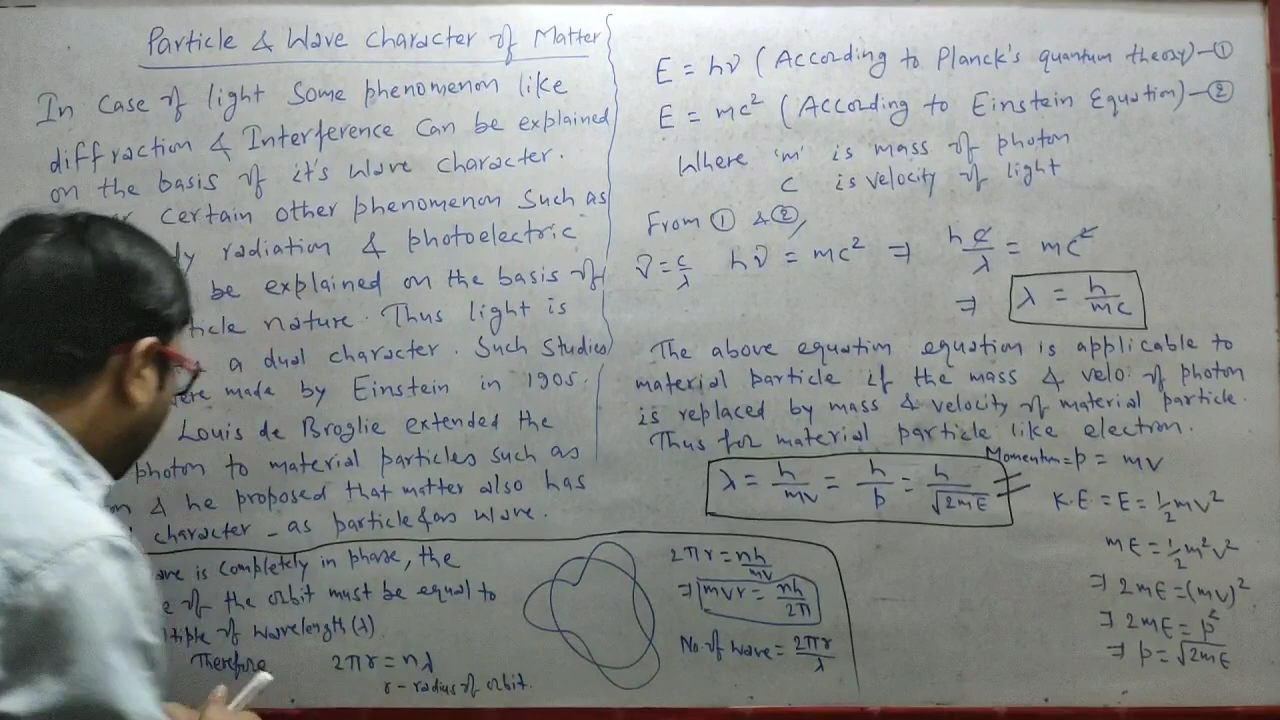 Particle & Wave character of Matter
In case of light some phenomenon like
diffraction & Interference can be explained
on the basis of it's wave character.
certain other phenomenon such as
radiation & photoelectric
be explained on the basis of
nature. Thus light is
a dual character. Such studies
made by Einstein in 1905.
Louis de Broglie extended the
photon to material particles such as
& he proposed that matter also has
character - as particle & as wave.
is completely in phase, the
of the orbit must be equal to
of wavelength (λ).
Therefore 2πr = nλ
r - radius of orbit.
2πr = nh/mv
⇒ mvr = nh/2π
No. of wave = 2πr/λ
E = hν (According to Planck's quantum theory) - ①
E = mc² (According to Einstein Equation) - ②
Where 'm' is mass of photon
c is velocity of light
From ① & ②,
ν = c/λ hν = mc² ⇒ hc/λ = mc²
⇒ λ = h/mc
The above equation equation is applicable to
material particle if the mass & velo. of photon
is replaced by mass & velocity of material particle.
Thus for material particle like electron.
λ = h/mv = h/p = h/√2mE
Momentum = p = mv
K.E = E = 1/2 mv²
mE = 1/2 m²v²
⇒ 2mE = (mv)²
⇒ 2mE = p²
⇒ p = √2mE